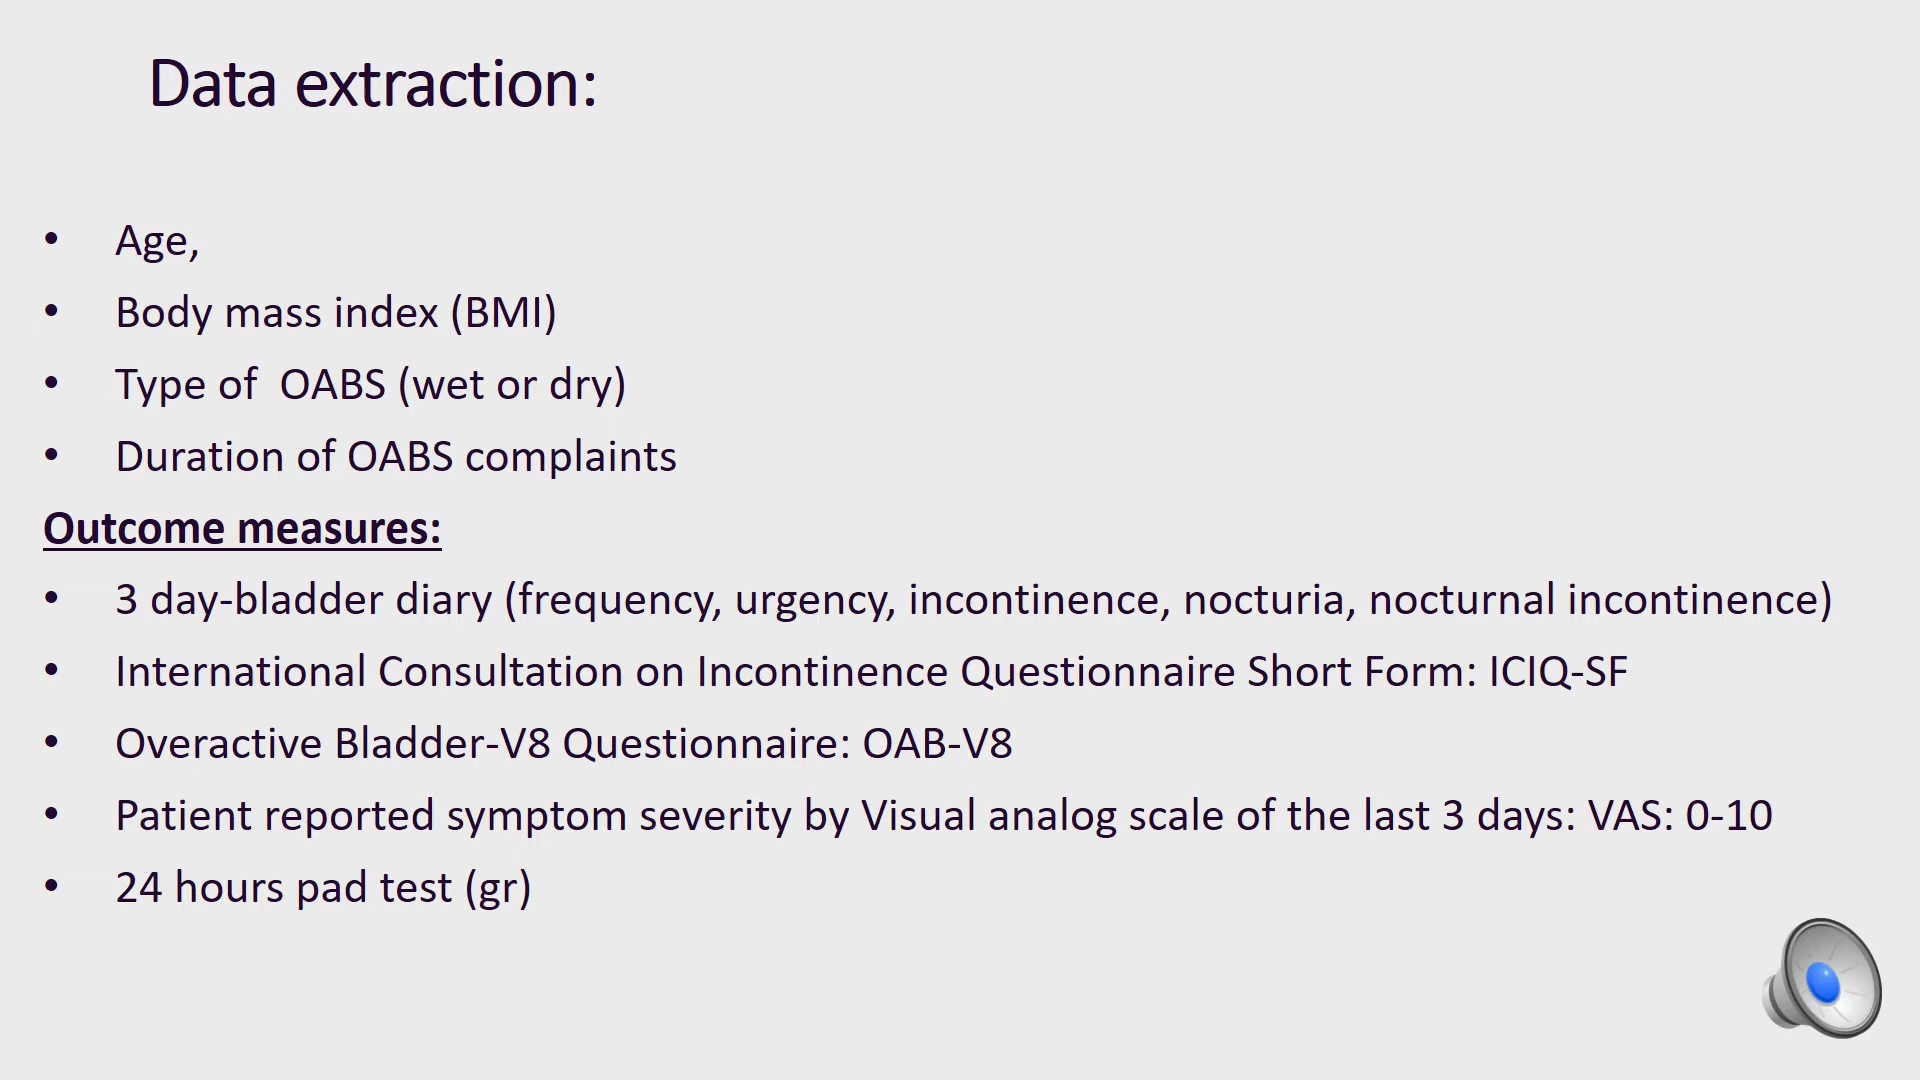 Data extraction:
• Age,
• Body mass index (BMI)
• Type of  OABS (wet or dry)
• Duration of OABS complaints
Outcome measures:
• 3 day-bladder diary (frequency, urgency, incontinence, nocturia, nocturnal incontinence)
• International Consultation on Incontinence Questionnaire Short Form: ICIQ-SF
• Overactive Bladder-V8 Questionnaire: OAB-V8
• Patient reported symptom severity by Visual analog scale of the last 3 days: VAS: 0-10
• 24 hours pad test (gr)